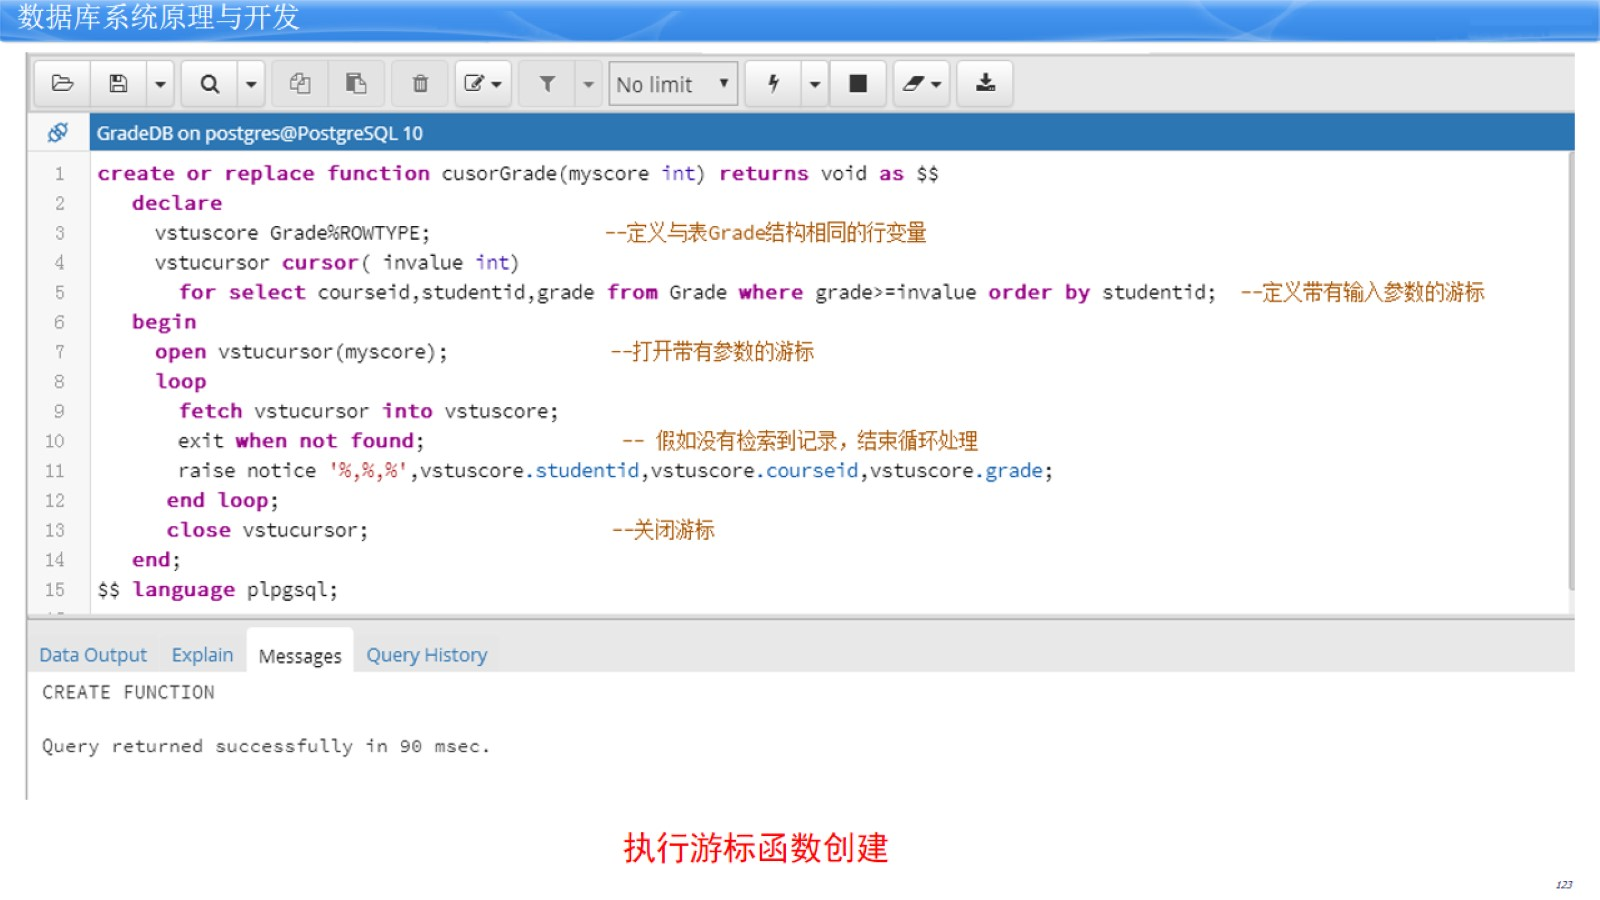 数据库系统原理与开发
No limit
GradeDB on postgres@PostgreSQL 10
1 create or replace function cusorGrade(myscore int) returns void as $$
2 declare
3 vstuscore Grade%ROWTYPE; --定义与表Grade结构相同的行变量
4 vstucursor cursor( invalue int)
5 for select courseid,studentid,grade from Grade where grade>=invalue order by studentid; --定义带有输入参数的游标
6 begin
7 open vstucursor(myscore); --打开带有参数的游标
8 loop
9 fetch vstucursor into vstuscore;
10 exit when not found; -- 假如没有检索到记录，结束循环处理
11 raise notice '%,%,%',vstuscore.studentid,vstuscore.courseid,vstuscore.grade;
12 end loop;
13 close vstucursor; --关闭游标
14 end;
15 $$ language plpgsql;
Data Output Explain Messages Query History
CREATE FUNCTION
Query returned successfully in 90 msec.
执行游标函数创建
123